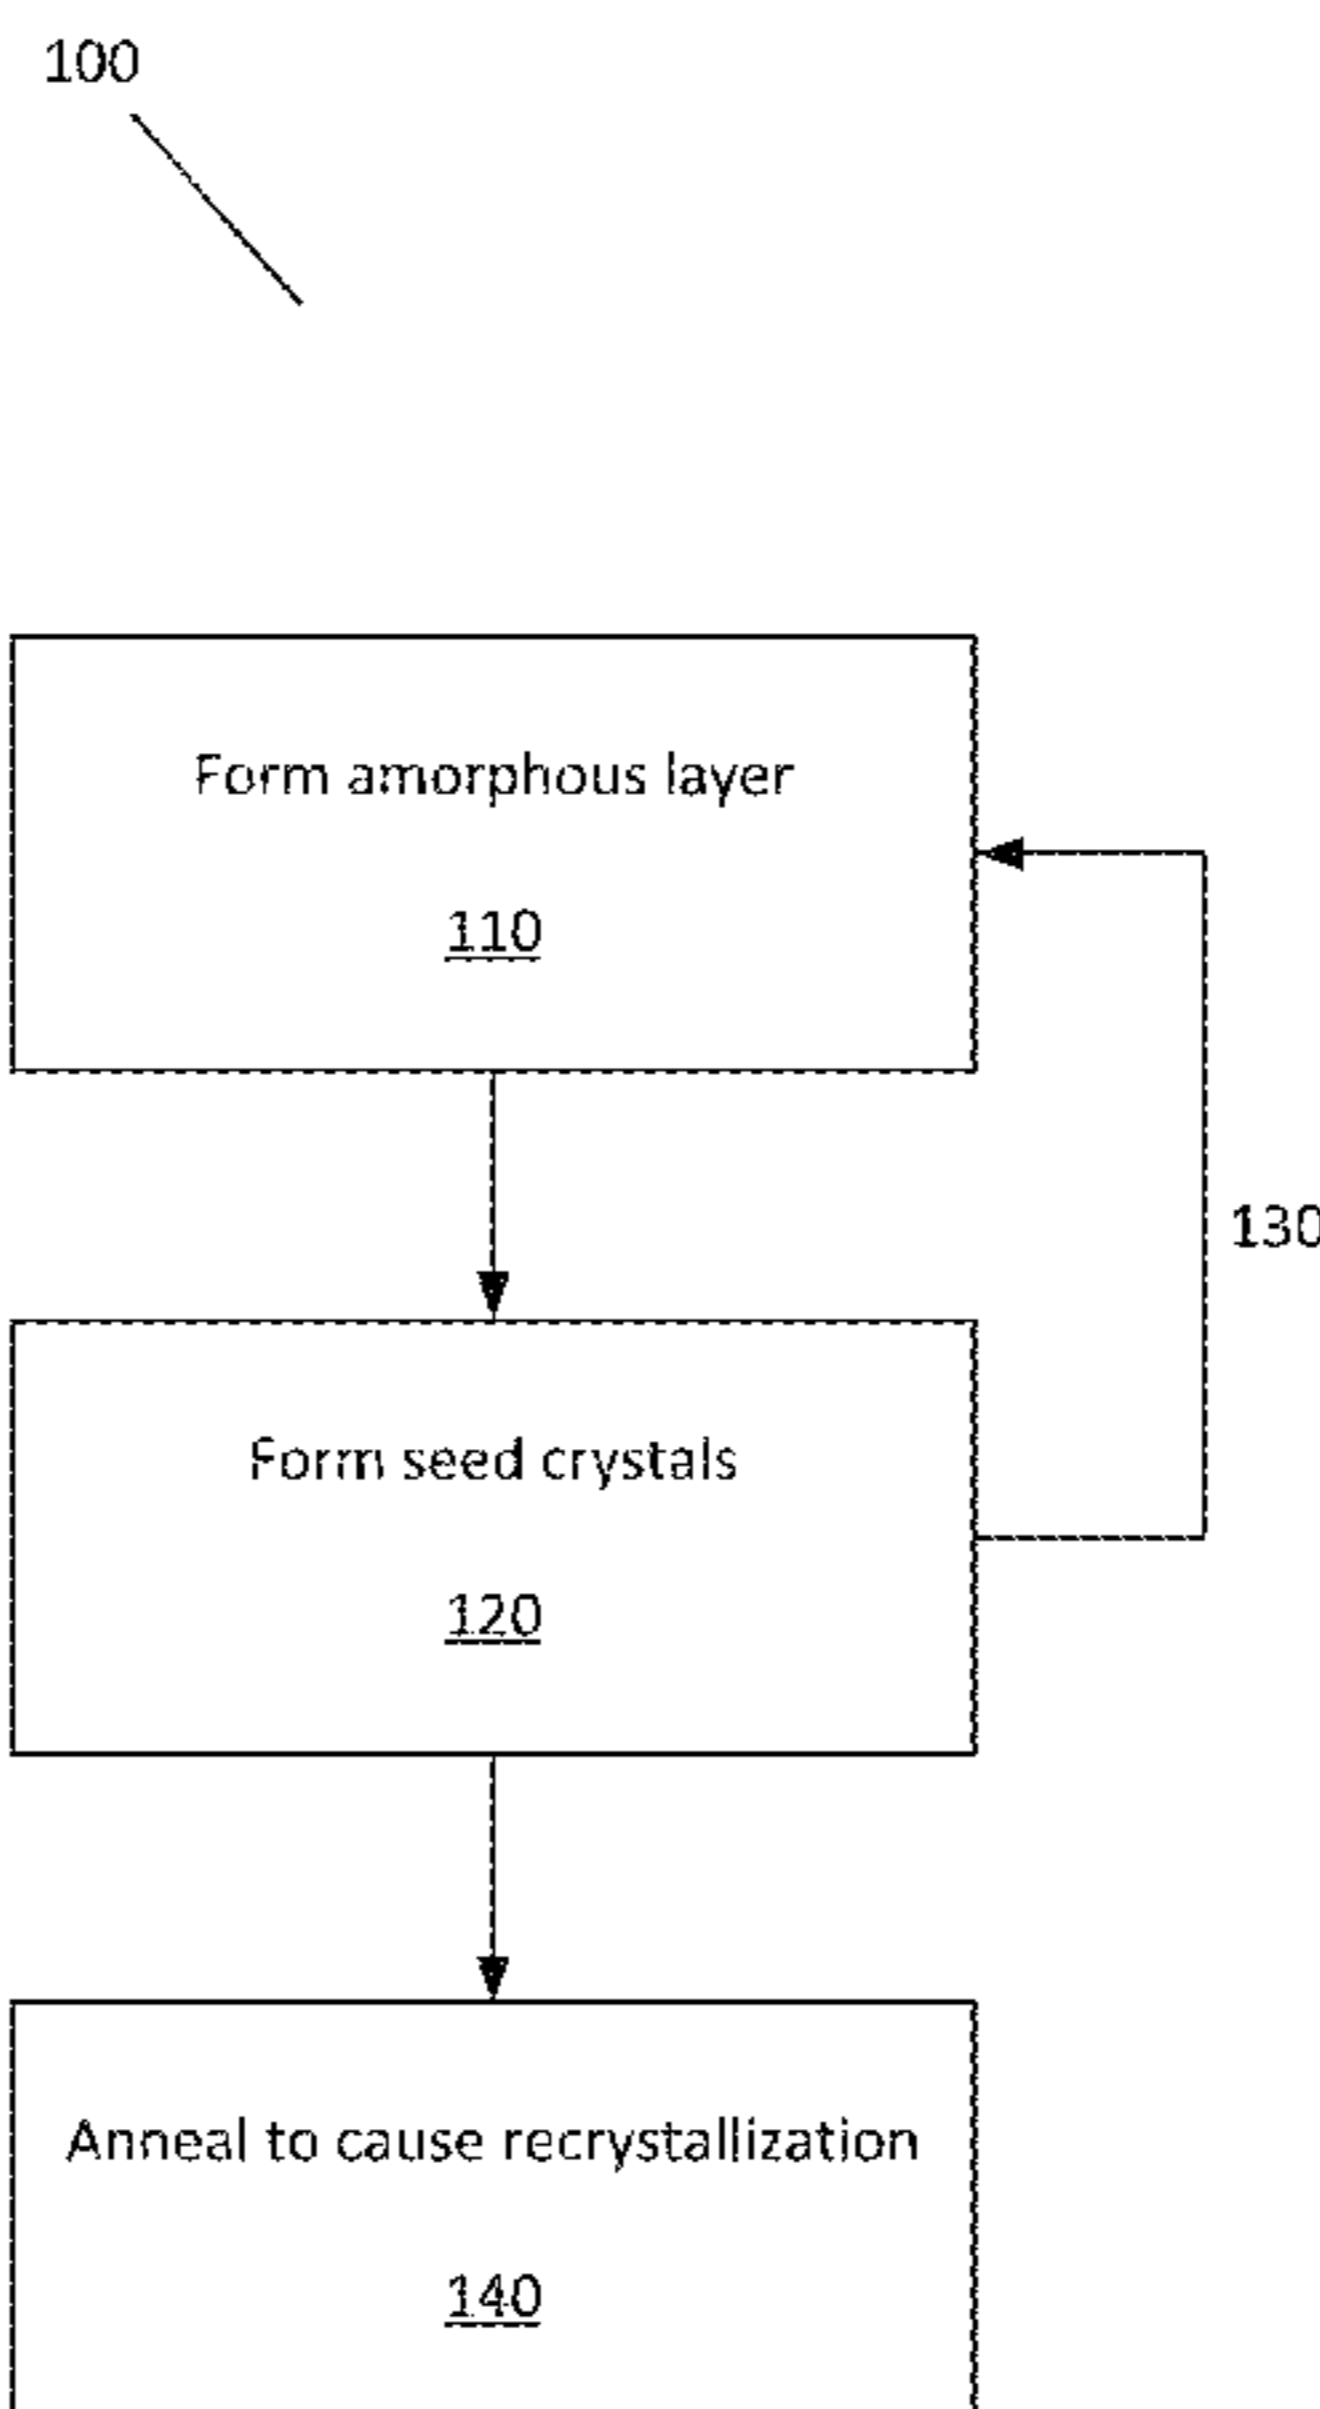 100
Form amorphous layer
110
130
Form seed crystals
120
Anneal to cause recrystallization
140